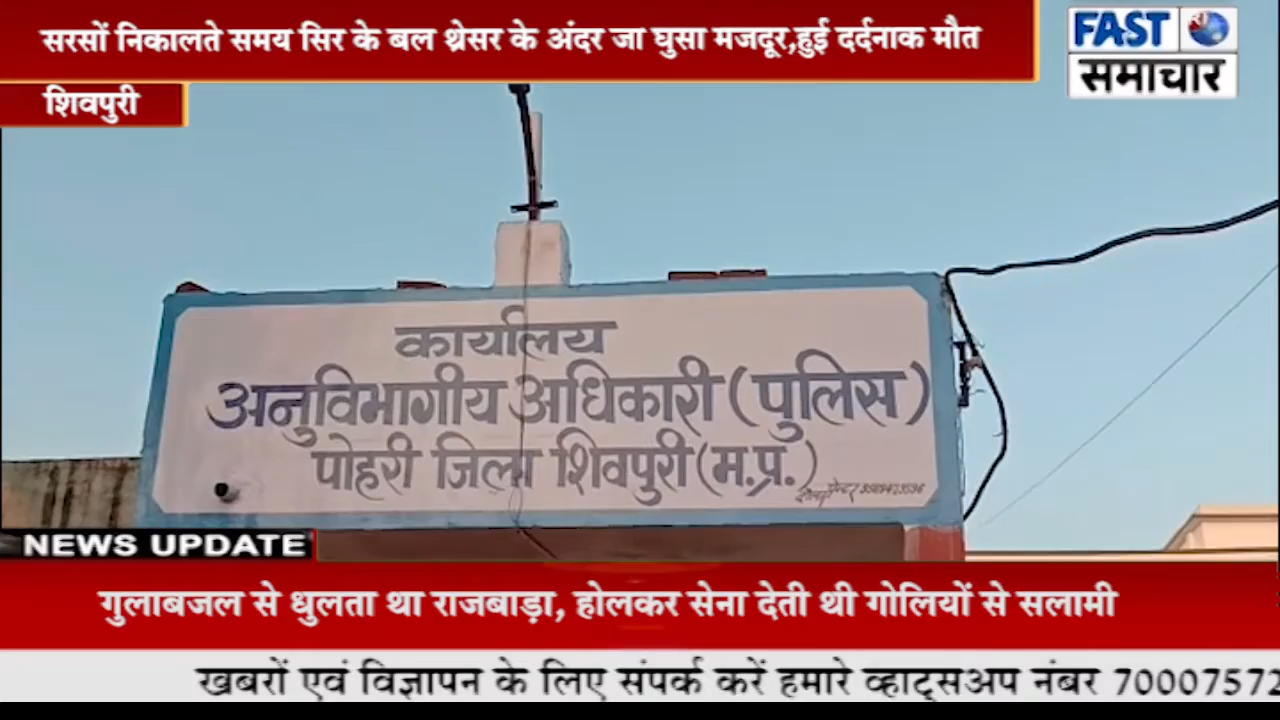 सरसों निकालते समय सिर के बल थ्रेसर के अंदर जा घुसा मजदूर,हुई दर्दनाक मौत
FAST
समाचार
शिवपुरी
कार्यालय
अनुविभागीय अधिकारी (पुलिस)
पोहरी जिला शिवपुरी (म.प्र.)
NEWS UPDATE
गुलाबजल से धुलता था राजबाड़ा, होलकर सेना देती थी गोलियों से सलामी
खबरों एवं विज्ञापन के लिए संपर्क करें हमारे व्हाट्सअप नंबर 70007572